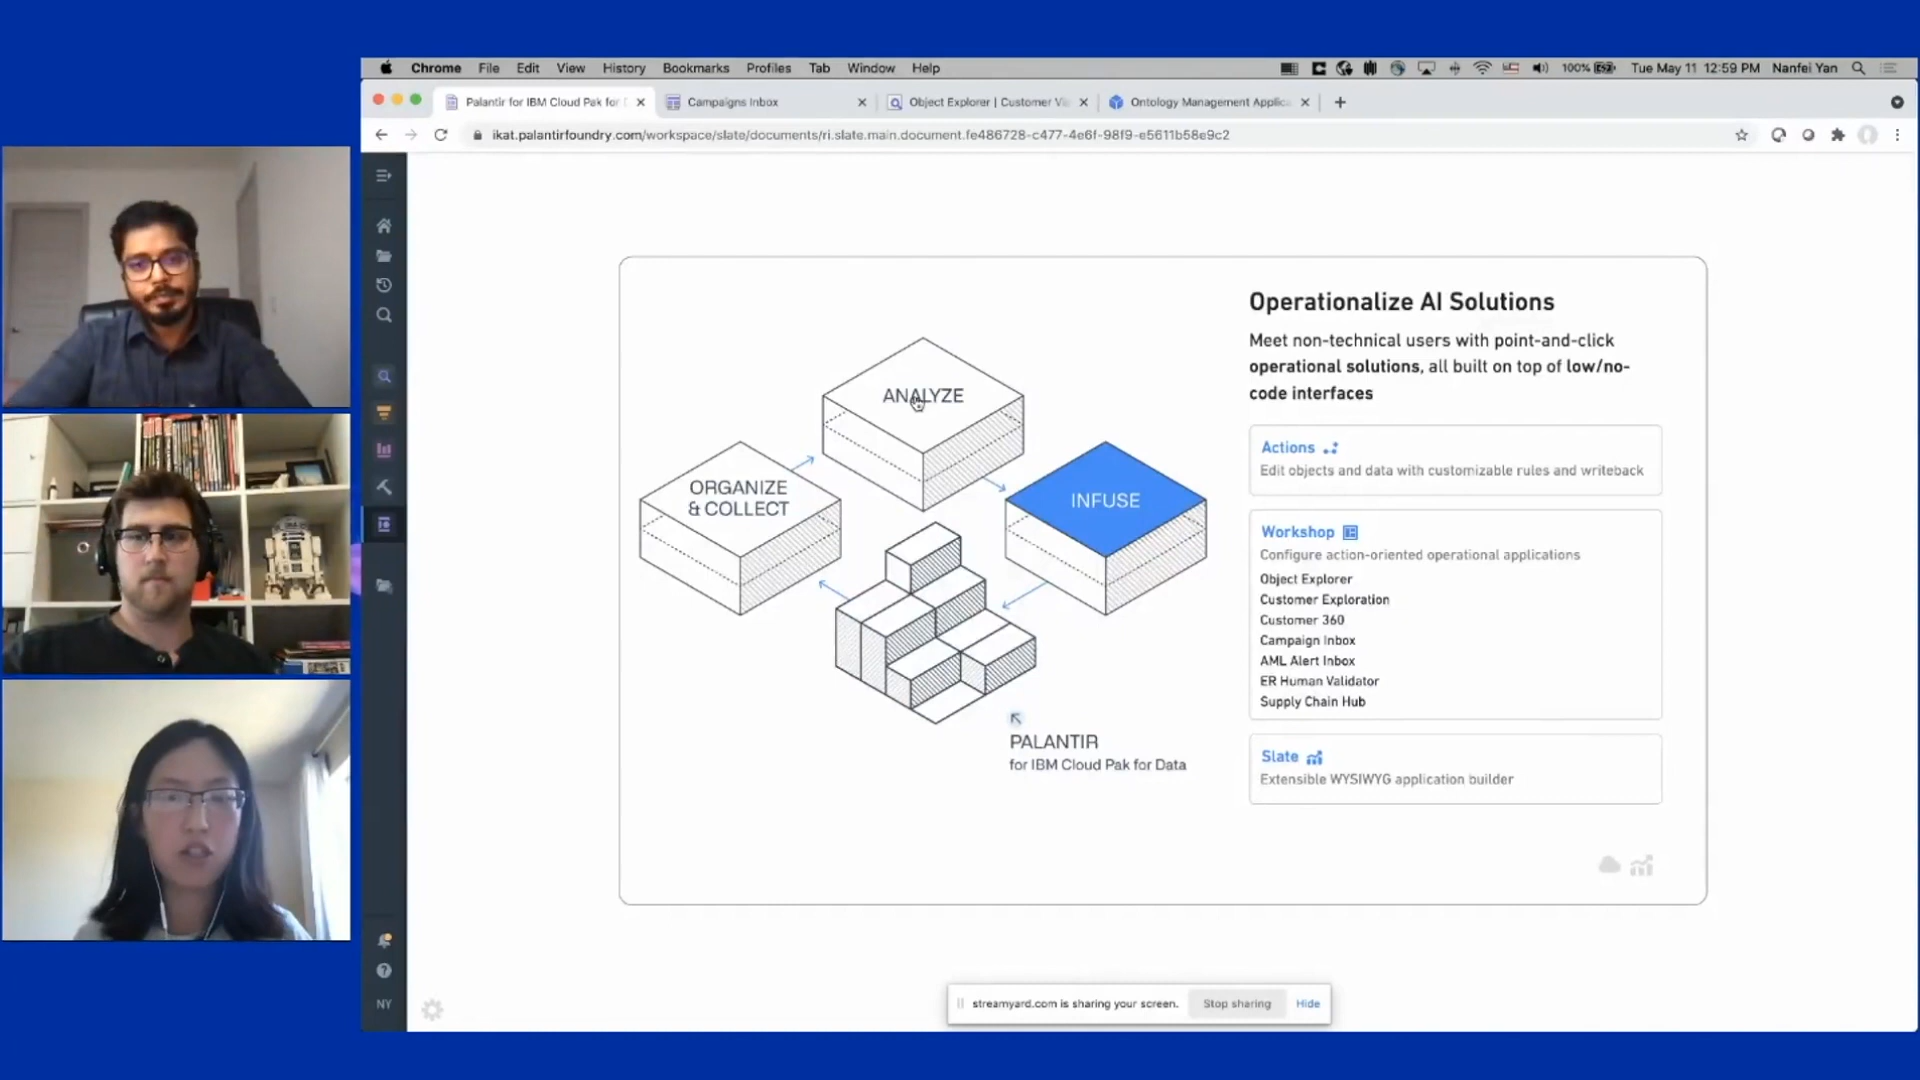 Chrome File Edit View History Bookmarks Profiles Tab Window Help 100% Tue May 11 12:59 PM Nanfei Yan
Palantir for IBM Cloud Pak for
Campaigns Inbox
Object Explorer | Customer
Ontology Management Applic
ikat.palantirfoundry.com/workspace/slate/documents/ri.slate.main.document.fe486728-c477-4e6f-98f9-e5611b58e9c2
ANALYZE
ORGANIZE
& COLLECT
INFUSE
PALANTIR
for IBM Cloud Pak for Data
Operationalize AI Solutions
Meet non-technical users with point-and-click
operational solutions, all built on top of low/no-
code interfaces
Actions
Edit objects and data with customizable rules and writeback
Workshop
Configure action-oriented operational applications
Object Explorer
Customer Exploration
Customer 360
Campaign Inbox
AML Alert Inbox
ER Human Validator
Supply Chain Hub
Slate
Extensible WYSIWYG application builder
NY
streamyard.com is sharing your screen. Stop sharing Hide